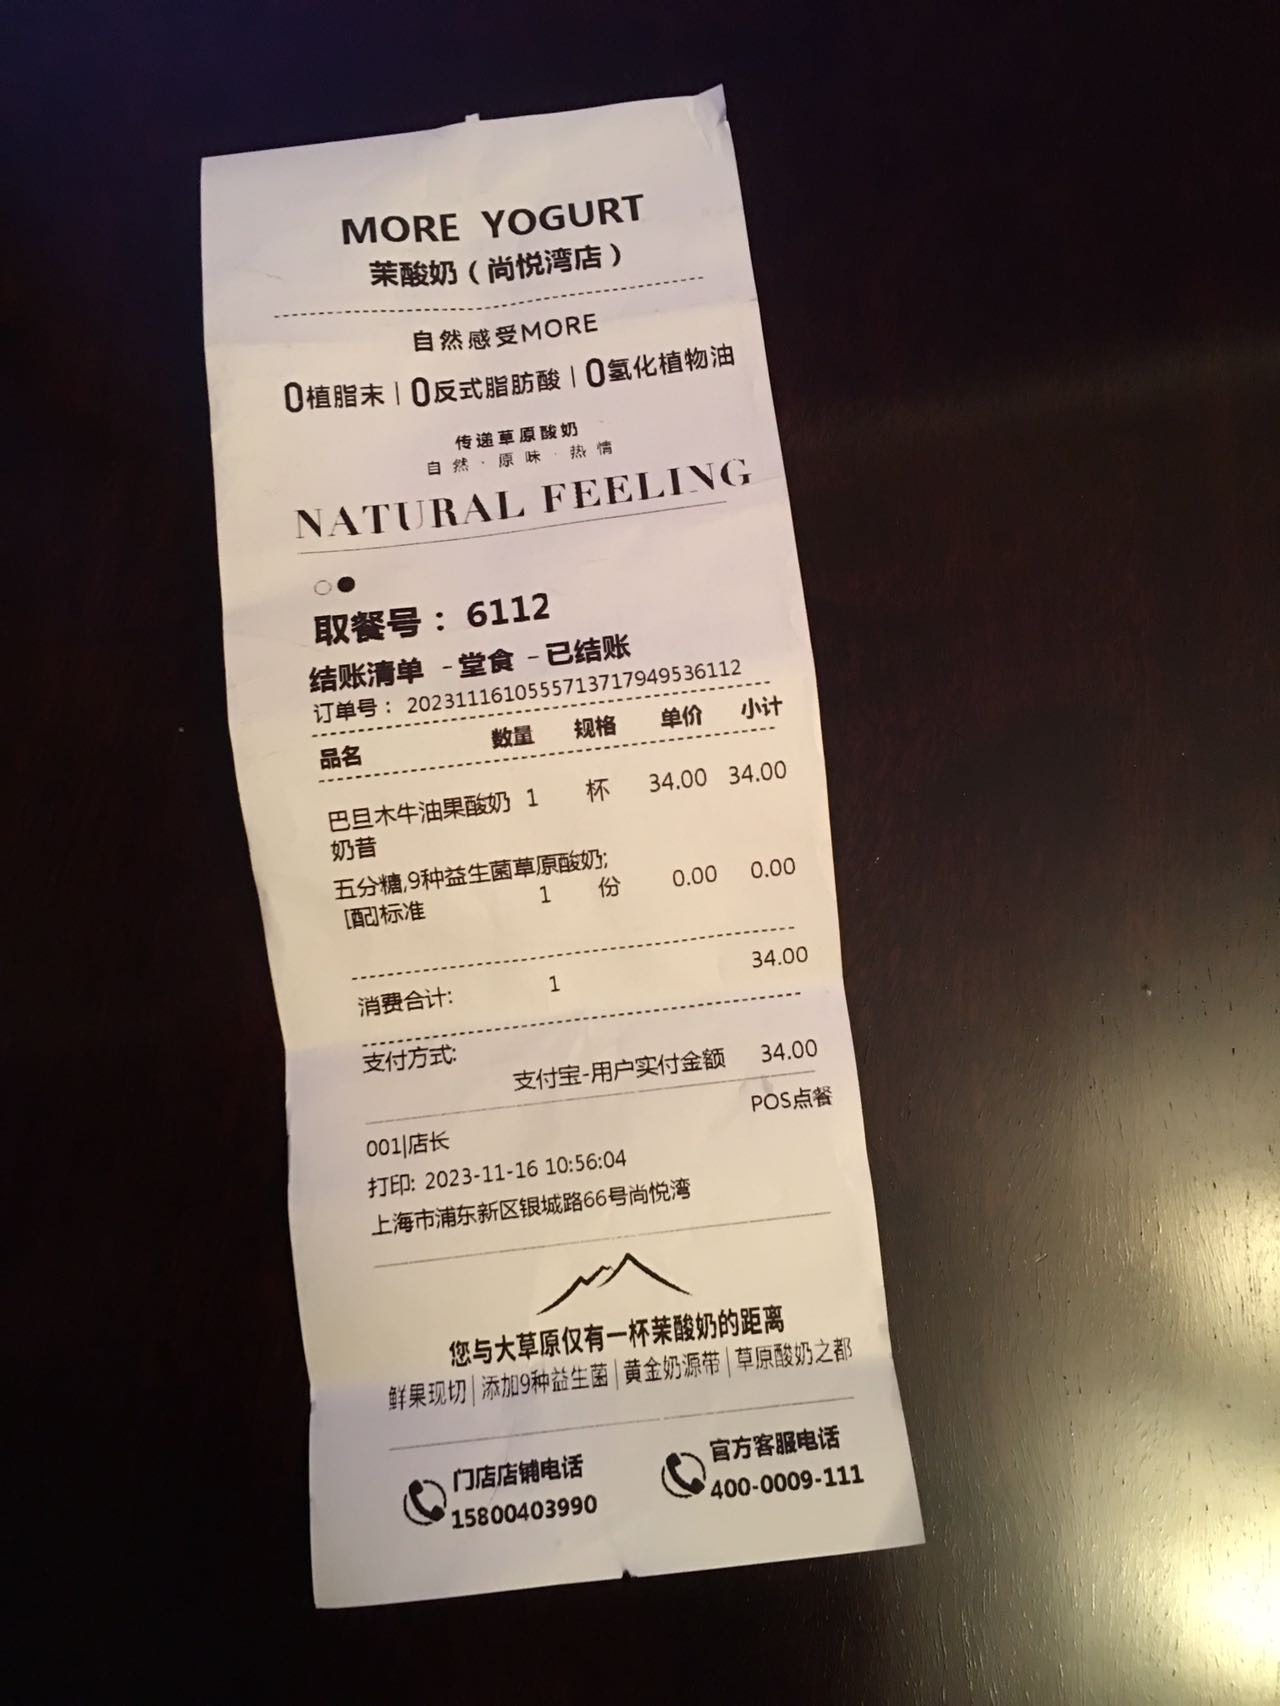 MORE YOGURT
茉酸奶（尚悦湾店）
自然感受MORE
0植脂末|0反式脂肪酸|0氢化植物油
传递草原酸奶
自然·原味·热情
NATURAL FEELING
取餐号：6112
结账清单 -堂食 -已结账
订单号：20231116105557137179495​36112
品名 数量 规格 单价 小计
巴旦木牛油果酸奶 1 杯 34.00 34.00
奶昔
五分糖,9种益生菌草原酸奶;
[配]标准 1 份 0.00 0.00
消费合计: 1 34.00
支付方式:
支付宝-用户实付金额 34.00
POS点餐
001|店长
打印: 2023-11-16 10:56:04
上海市浦东新区银城路66号尚悦湾
您与大草原仅有一杯茉酸奶的距离
鲜果现切|添加9种益生菌|黄金奶源带|草原酸奶之都
门店店铺电话
15800403990
官方客服电话
400-0009-111